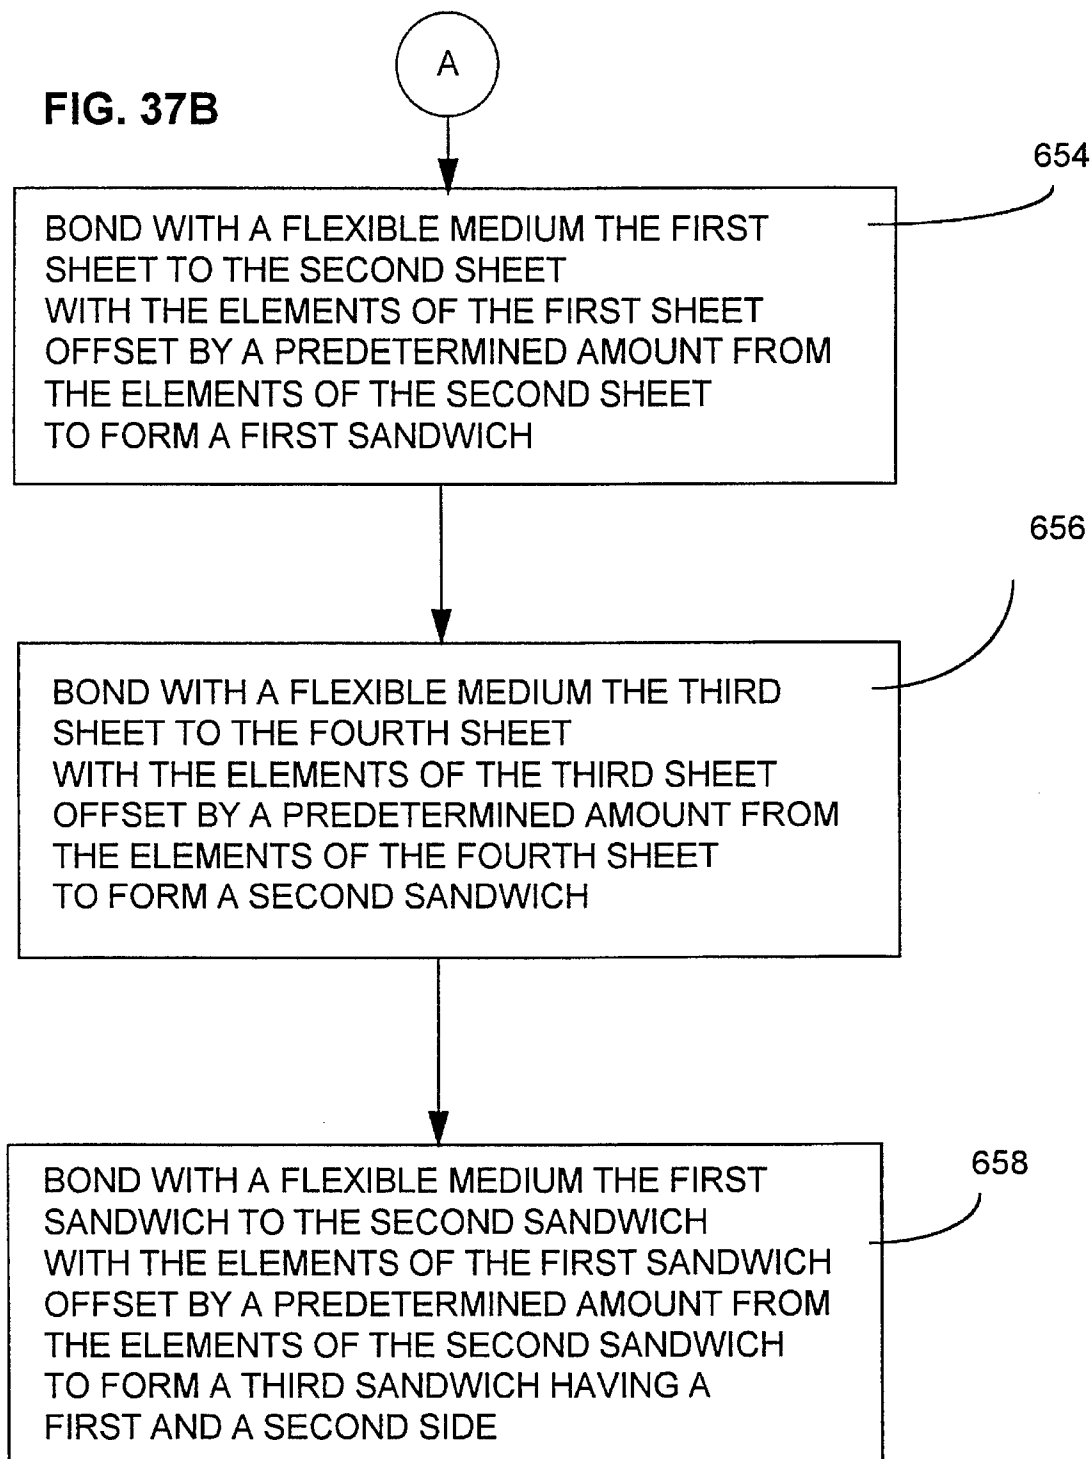 A
FIG. 37B
654
BOND WITH A FLEXIBLE MEDIUM THE FIRST
SHEET TO THE SECOND SHEET
WITH THE ELEMENTS OF THE FIRST SHEET
OFFSET BY A PREDETERMINED AMOUNT FROM
THE ELEMENTS OF THE SECOND SHEET
TO FORM A FIRST SANDWICH
656
BOND WITH A FLEXIBLE MEDIUM THE THIRD
SHEET TO THE FOURTH SHEET
WITH THE ELEMENTS OF THE THIRD SHEET
OFFSET BY A PREDETERMINED AMOUNT FROM
THE ELEMENTS OF THE FOURTH SHEET
TO FORM A SECOND SANDWICH
658
BOND WITH A FLEXIBLE MEDIUM THE FIRST
SANDWICH TO THE SECOND SANDWICH
WITH THE ELEMENTS OF THE FIRST SANDWICH
OFFSET BY A PREDETERMINED AMOUNT FROM
THE ELEMENTS OF THE SECOND SANDWICH
TO FORM A THIRD SANDWICH HAVING A
FIRST AND A SECOND SIDE